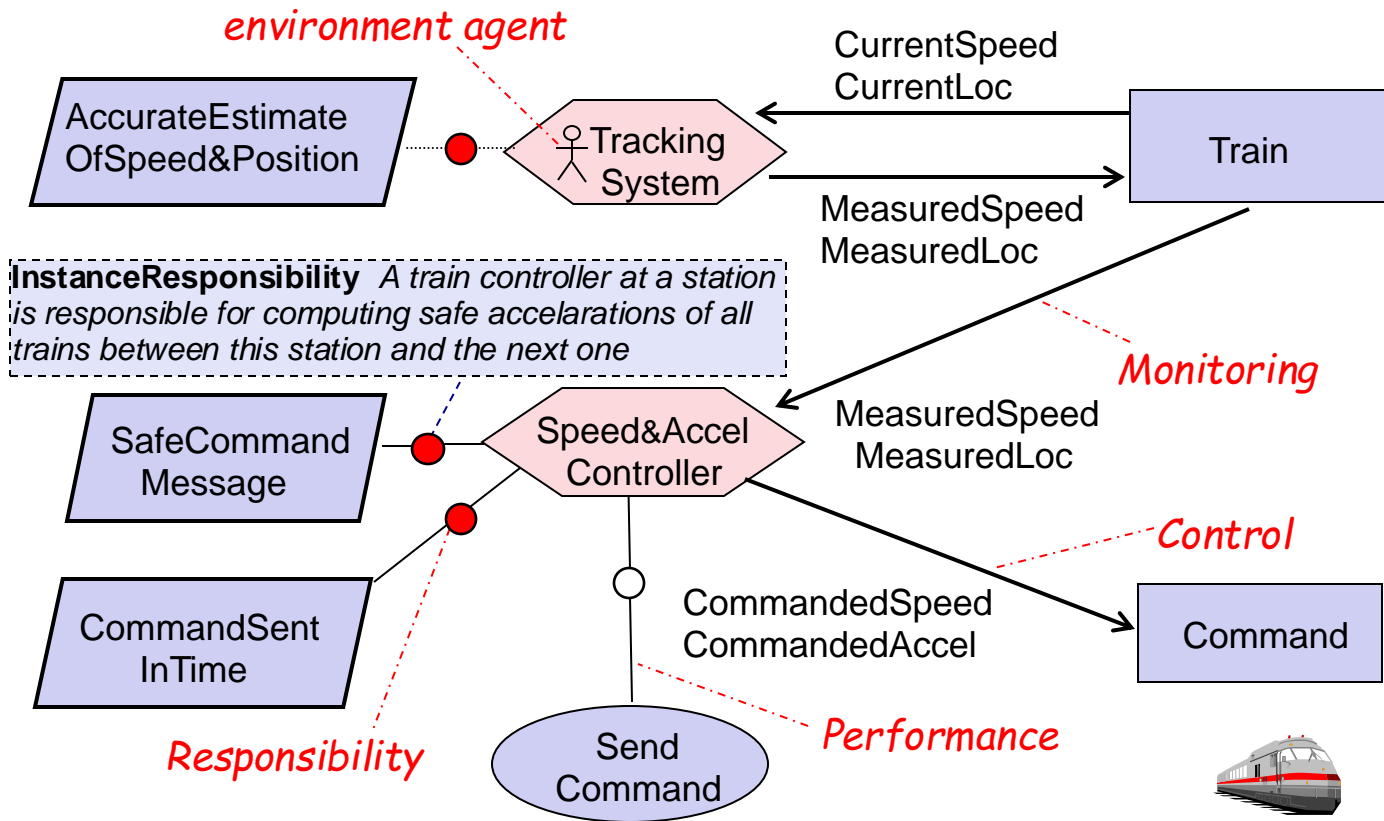 environment agent
CurrentSpeed
CurrentLoc
AccurateEstimate
OfSpeed&Position
Tracking
System
Train
MeasuredSpeed
MeasuredLoc
InstanceResponsibility A train controller at a station
is responsible for computing safe accelarations of all
trains between this station and the next one
Monitoring
SafeCommand
Message
Speed&Accel
Controller
MeasuredSpeed
MeasuredLoc
Control
CommandSent
InTime
CommandedSpeed
CommandedAccel
Command
Responsibility
Send
Command
Performance